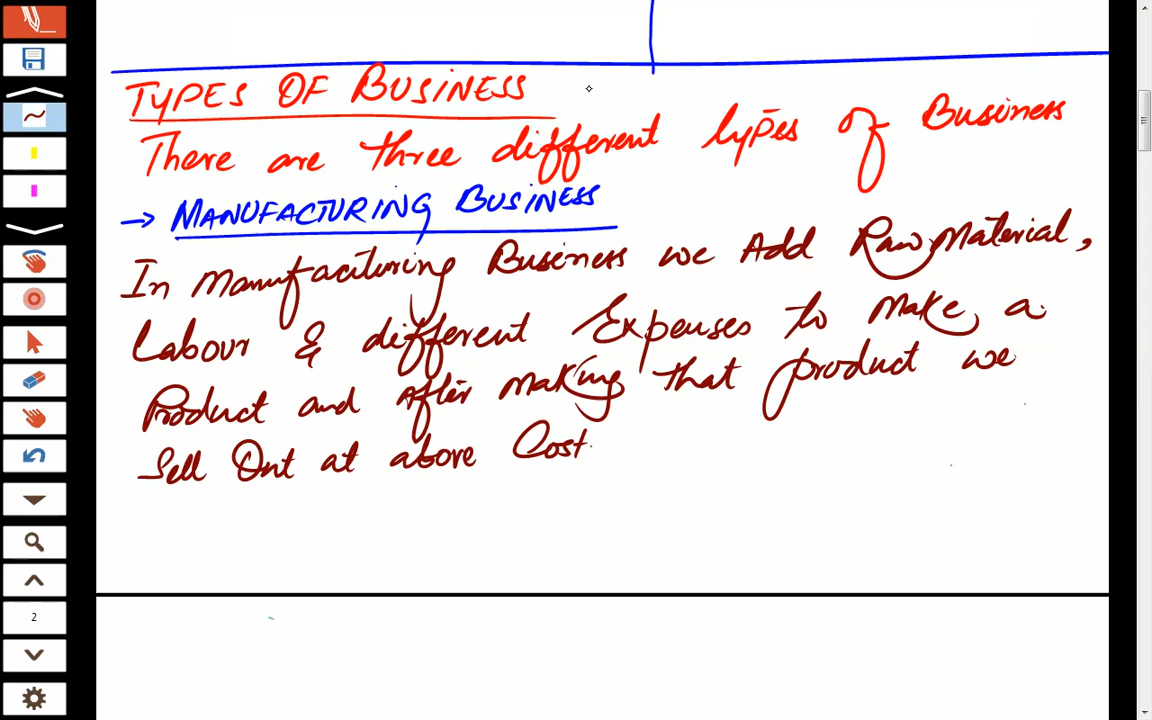 TYPES OF BUSINESS
There are three different types of Business
→ MANUFACTURING BUSINESS
In Manufacturing Business we Add Raw Material,
Labour & different Expenses to Make a
Product and After Making that product we
Sell Out at above Cost.
2